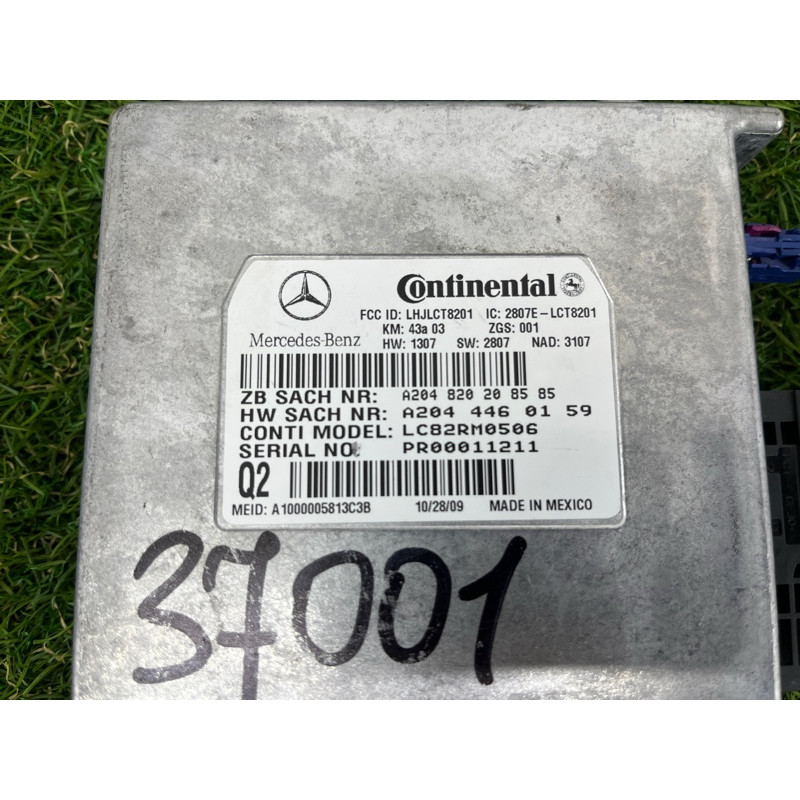 Continental
Mercedes-Benz
FCC ID: LHJLCT8201 IC: 2807E-LCT8201
KM: 43a 03 ZGS: 001
HW: 1307 SW: 2807 NAD: 3107
ZB SACH NR: A204 820 20 85 85
HW SACH NR: A204 446 01 59
CONTI MODEL: LC82RM0506
SERIAL NO: PR00011211
Q2
MEID: A1000005813C3B 10/28/09 MADE IN MEXICO
37001